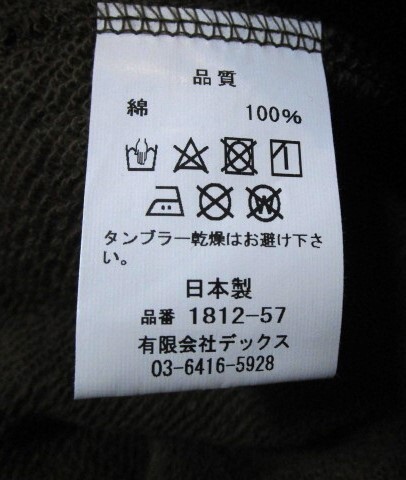 品質
綿 100%
タンブラー乾燥はお避け下さ
い。
日本製
品番 1812-57
有限会社デックス
03-6416-5928